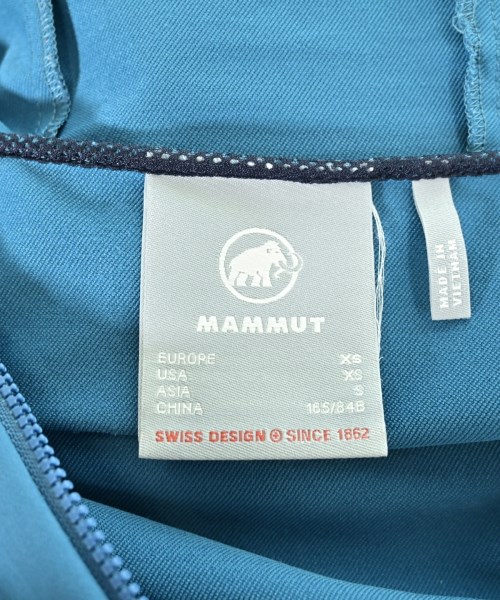 MAMMUT
EUROPE XS
USA XS
ASIA S
CHINA 165/84B
SWISS DESIGN SINCE 1862
MADE IN
VIETNAM